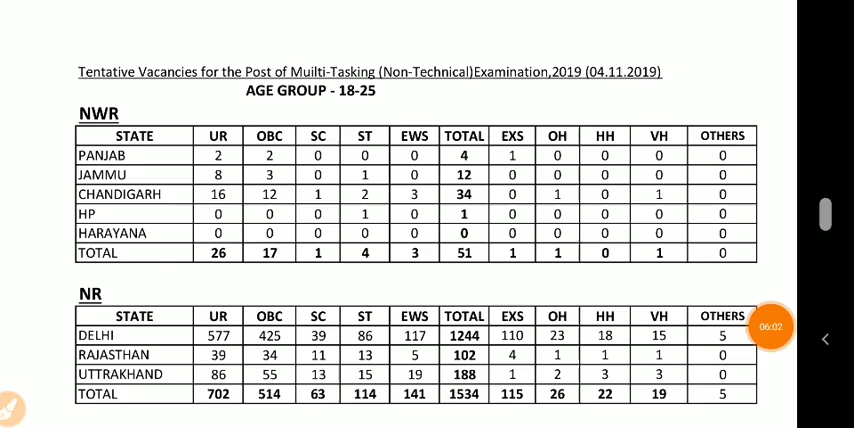 Tentative Vacancies for the Post of Muilti-Tasking (Non-Technical)Examination,2019 (04.11.2019)
AGE GROUP - 18-25
NWR
STATE UR OBC SC ST EWS TOTAL EXS OH HH VH OTHERS
PANJAB 2 2 0 0 0 4 1 0 0 0 0
JAMMU 8 3 0 1 0 12 0 0 0 0 0
CHANDIGARH 16 12 1 2 3 34 0 1 0 1 0
HP 0 0 0 1 0 1 0 0 0 0 0
HARAYANA 0 0 0 0 0 0 0 0 0 0 0
TOTAL 26 17 1 4 3 51 1 1 0 1 0
NR
STATE UR OBC SC ST EWS TOTAL EXS OH HH VH OTHERS
DELHI 577 425 39 86 117 1244 110 23 18 15 5
06:02
RAJASTHAN 39 34 11 13 5 102 4 1 1 1 0
UTTRAKHAND 86 55 13 15 19 188 1 2 3 3 0
TOTAL 702 514 63 114 141 1534 115 26 22 19 5